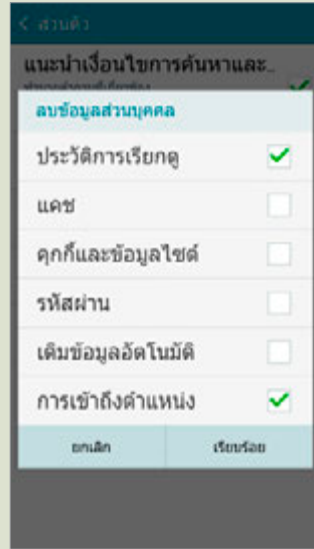 < ส่วนตัว
แนะนำเงื่อนไขการค้นหาและ..
ลบข้อมูลส่วนบุคคล
ประวัติการเรียกดู
แคช
คุกกี้และข้อมูลไซต์
รหัสผ่าน
เติมข้อมูลอัตโนมัติ
การเข้าถึงตำแหน่ง
ยกเลิก
เรียบร้อย